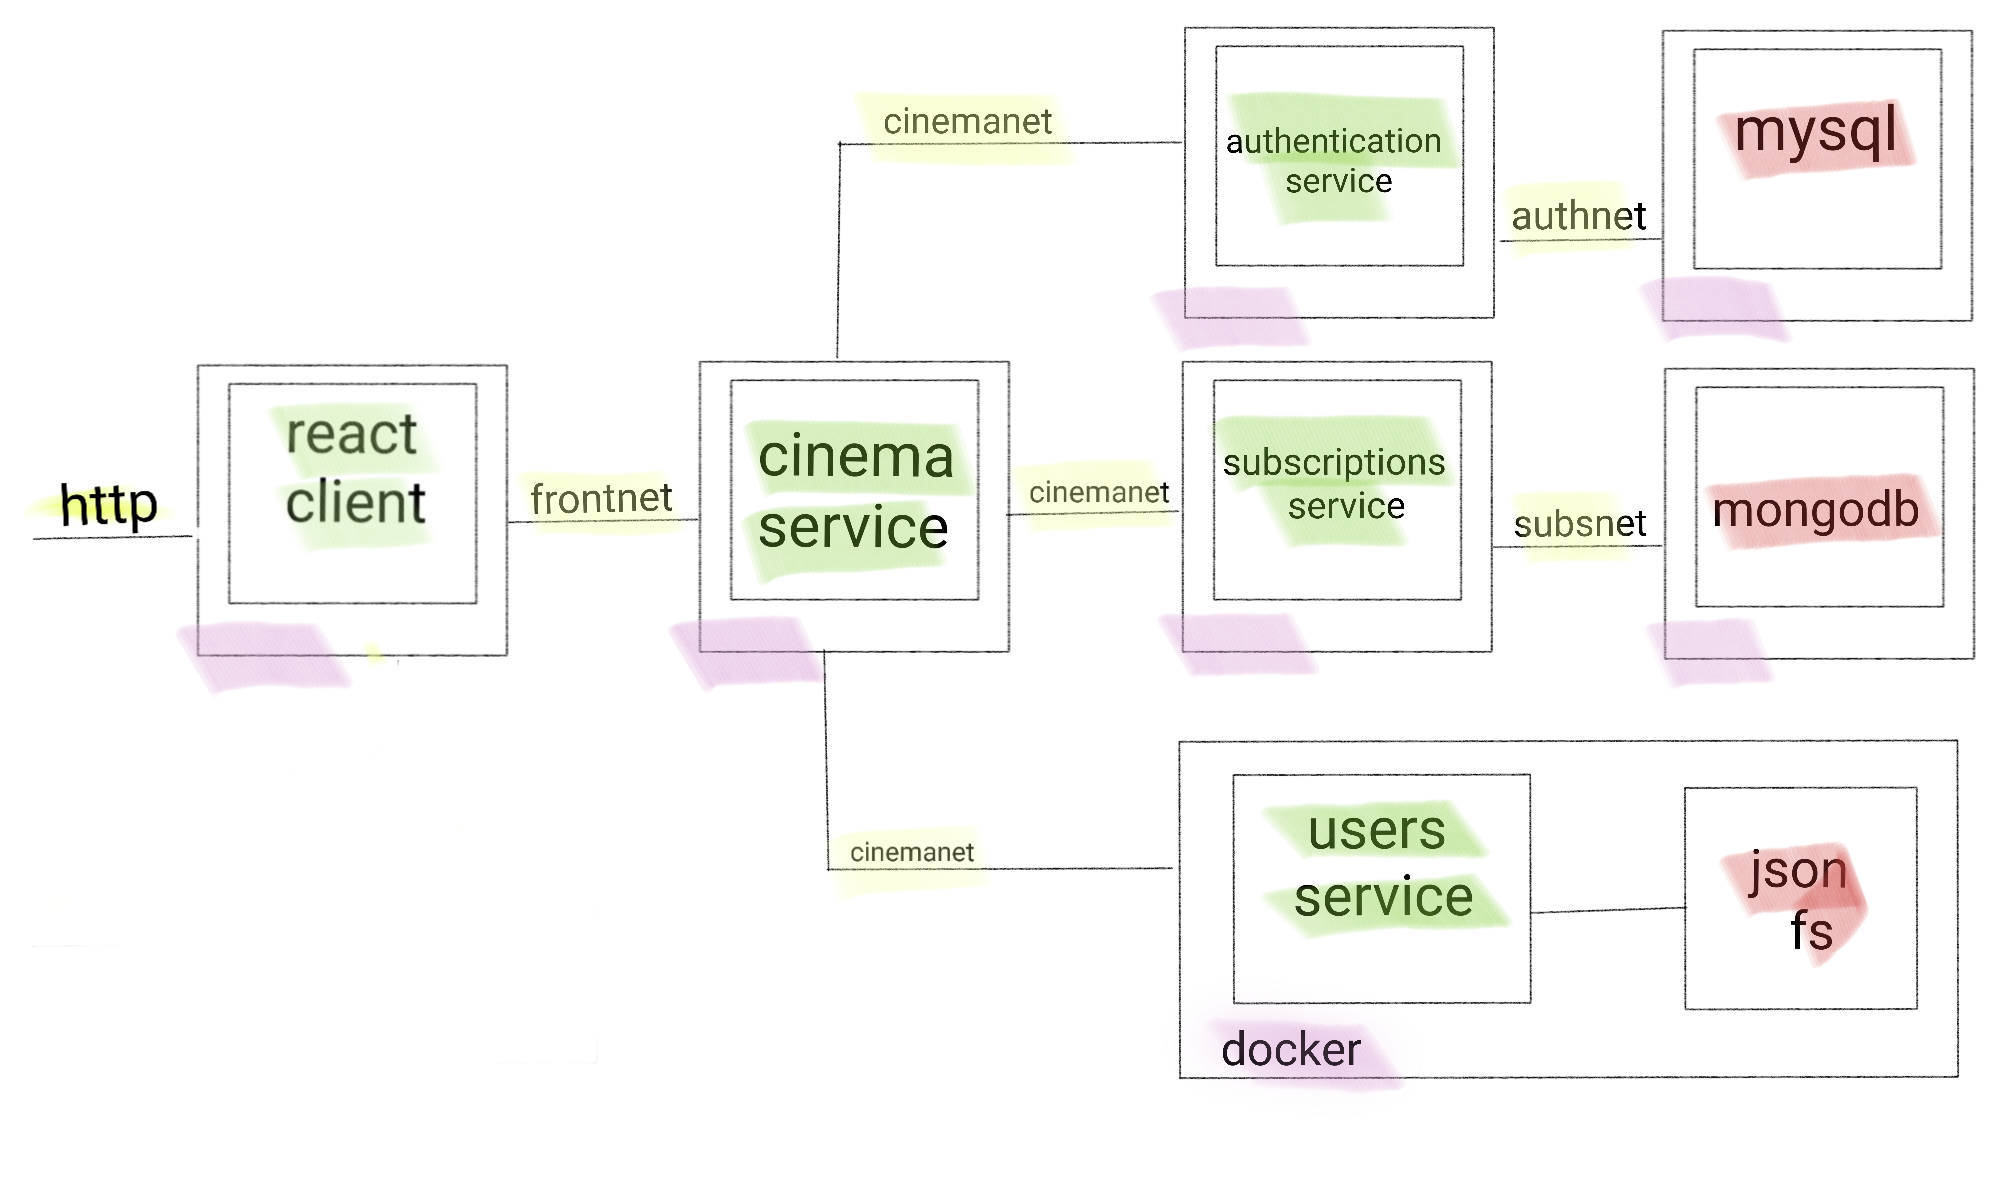 http
react
client
frontnet
cinema
service
cinemanet
authentication
service
authnet
mysql
cinemanet
subscriptions
service
subsnet
mongodb
cinemanet
users
service
json
fs
docker